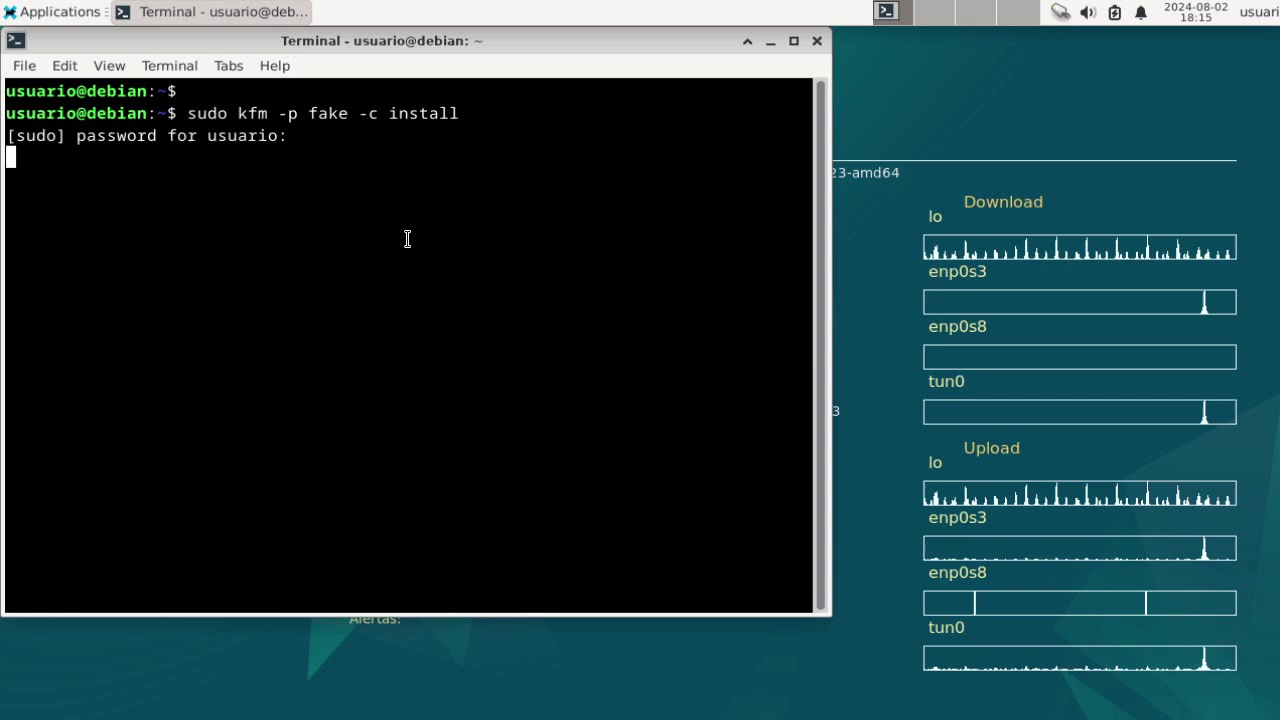 Applications
Terminal - usuario@deb...
2024-08-02
18:15
usuari
Terminal - usuario@debian: ~
File Edit View Terminal Tabs Help
usuario@debian:~$
usuario@debian:~$ sudo kfm -p fake -c install
[sudo] password for usuario:
23-amd64
Download
lo
enp0s3
enp0s8
tun0
3
Upload
lo
enp0s3
enp0s8
tun0
Alertas: